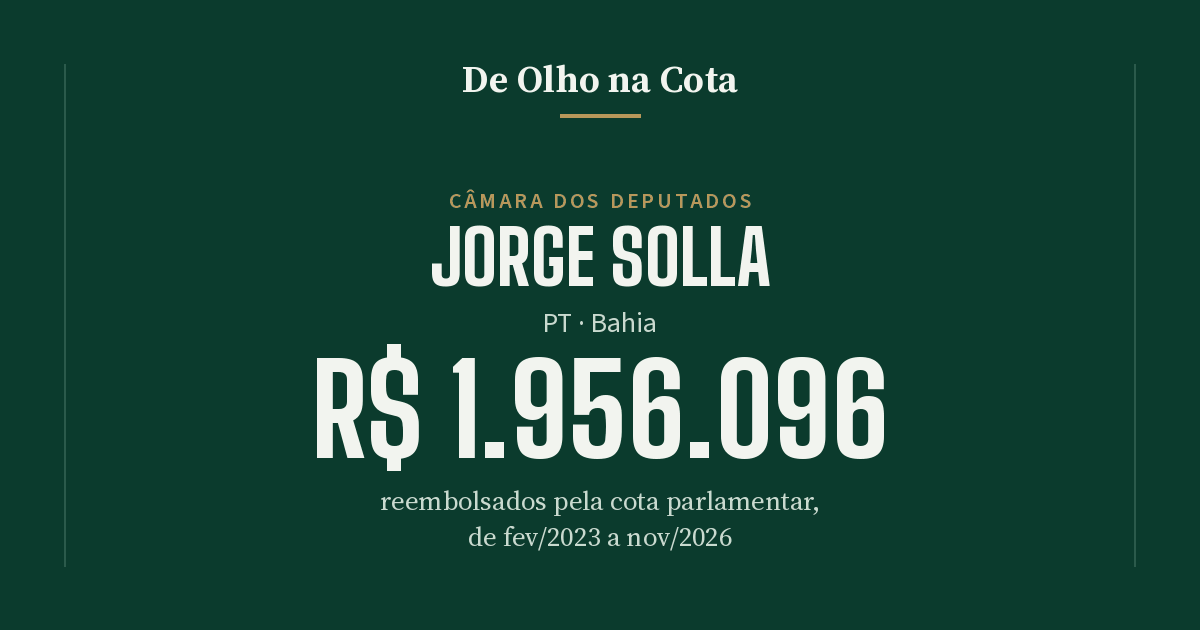 De Olho na Cota
CÂMARA DOS DEPUTADOS
JORGE SOLLA
PT · Bahia
R$ 1.956.096
reembolsados pela cota parlamentar,
de fev/2023 a nov/2026